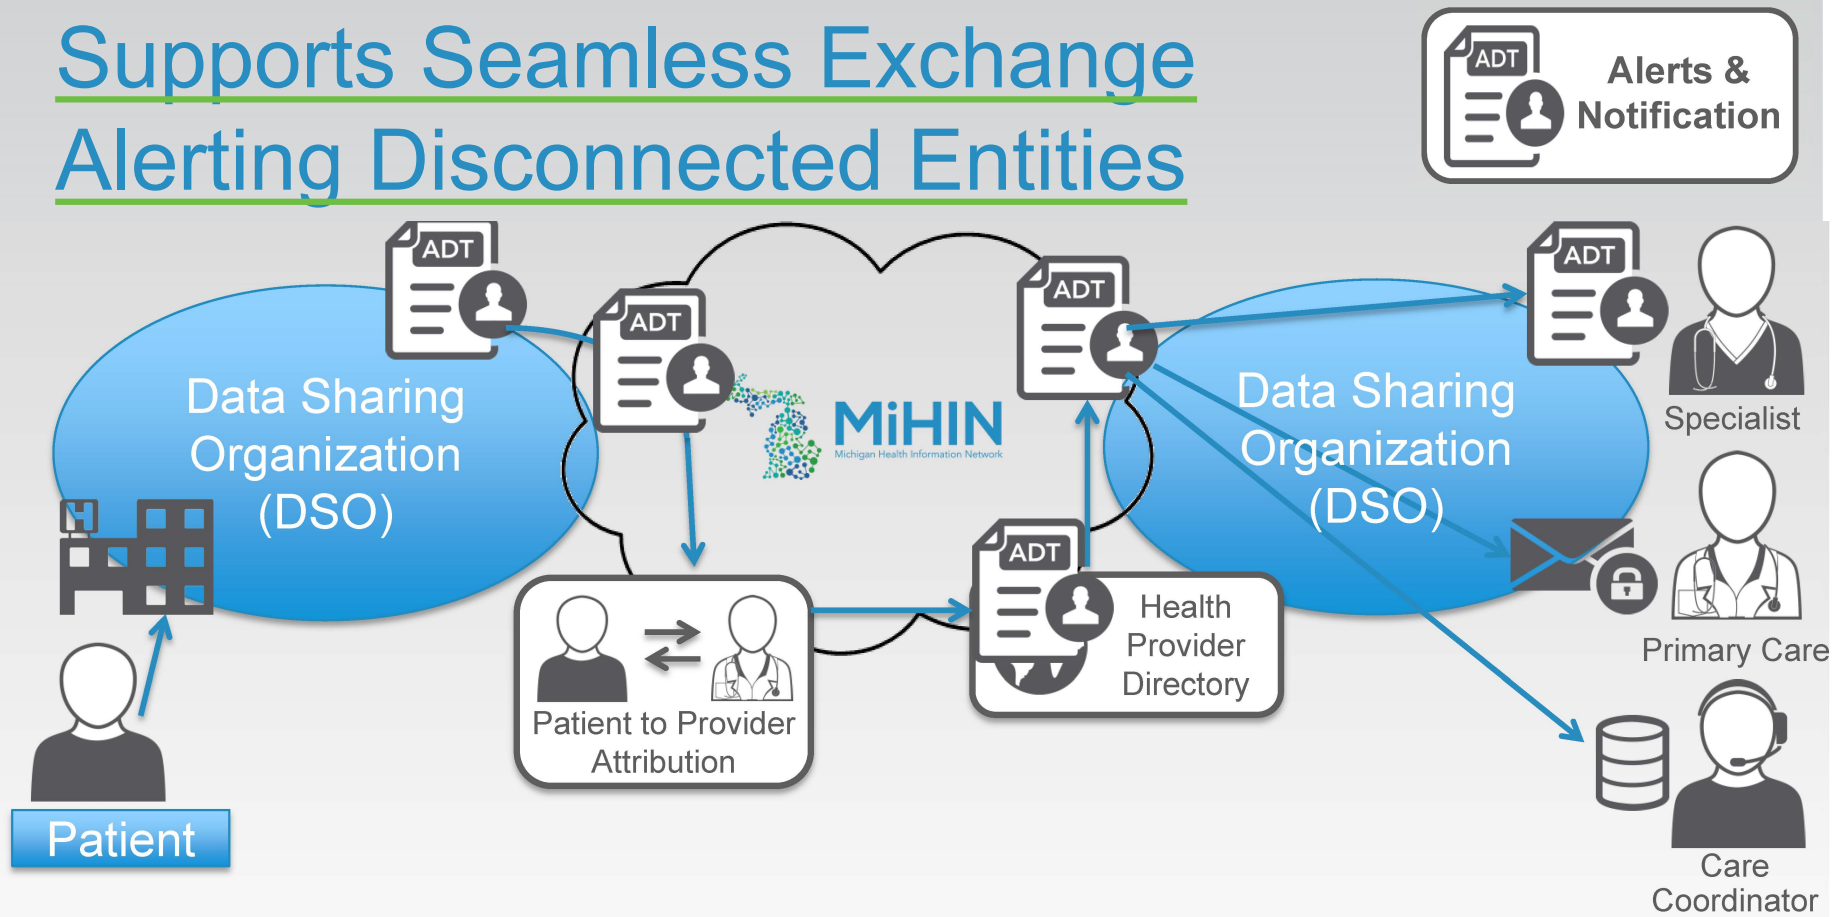 Supports Seamless Exchange
Alerting Disconnected Entities
ADT
Alerts &
Notification
ADT
ADT
ADT
ADT
Data Sharing
Organization
(DSO)
MiHIN
Michigan Health Information Network
Data Sharing
Organization
(DSO)
Specialist
H
ADT
Health
Provider
Directory
Primary Care
Patient to Provider
Attribution
Patient
Care
Coordinator